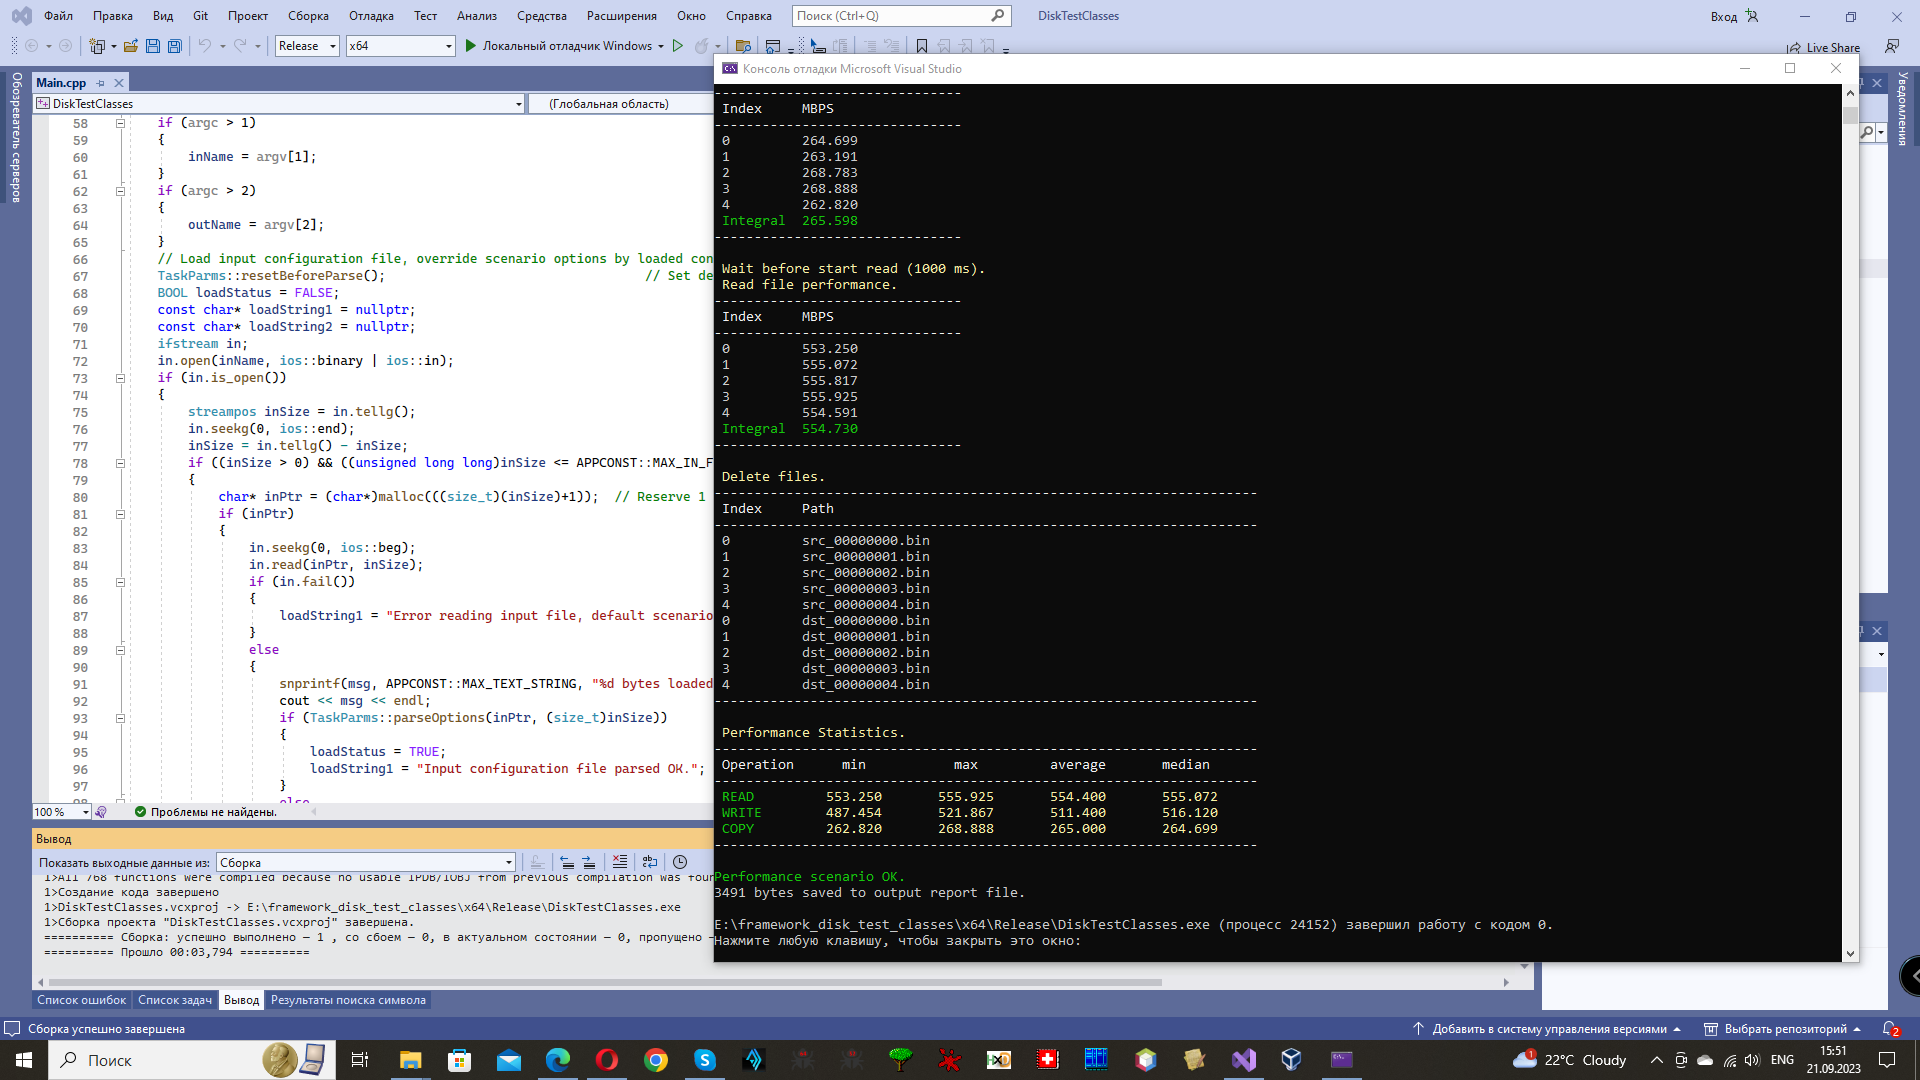 Файл Правка Вид Git Проект Сборка Отладка Тест Анализ Средства Расширения Окно Справка Поиск (Ctrl+Q) DiskTestClasses Вход
Release x64 Локальный отладчик Windows Live Share
Обозреватель серверов
Уведомления
Main.cpp
DiskTestClasses (Глобальная область)
58 if (argc > 1)
59 {
60 inName = argv[1];
61 }
62 if (argc > 2)
63 {
64 outName = argv[2];
65 }
66 // Load input configuration file, override scenario options by loaded con
67 TaskParms::resetBeforeParse(); // Set de
68 BOOL loadStatus = FALSE;
69 const char* loadString1 = nullptr;
70 const char* loadString2 = nullptr;
71 ifstream in;
72 in.open(inName, ios::binary | ios::in);
73 if (in.is_open())
74 {
75 streampos inSize = in.tellg();
76 in.seekg(0, ios::end);
77 inSize = in.tellg() - inSize;
78 if ((inSize > 0) && ((unsigned long long)inSize <= APPCONST::MAX_IN_F
79 {
80 char* inPtr = (char*)malloc(((size_t)(inSize)+1)); // Reserve 1
81 if (inPtr)
82 {
83 in.seekg(0, ios::beg);
84 in.read(inPtr, inSize);
85 if (in.fail())
86 {
87 loadString1 = "Error reading input file, default scenario
88 }
89 else
90 {
91 snprintf(msg, APPCONST::MAX_TEXT_STRING, "%d bytes loaded
92 cout << msg << endl;
93 if (TaskParms::parseOptions(inPtr, (size_t)inSize))
94 {
95 loadStatus = TRUE;
96 loadString1 = "Input configuration file parsed OK.";
97 }
98 else
100 % Проблемы не найдены.
Вывод
Показать выходные данные из: Сборка
1>All 768 functions were compiled because no usable IPDB/IOBJ from previous compilation was foun
1>Создание кода завершено
1>DiskTestClasses.vcxproj -> E:\framework_disk_test_classes\x64\Release\DiskTestClasses.exe
1>Сборка проекта "DiskTestClasses.vcxproj" завершена.
========== Сборка: успешно выполнено — 1 , со сбоем — 0, в актуальном состоянии — 0, пропущено —
========== Прошло 00:03,794 ==========
Список ошибок Список задач Вывод Результаты поиска символа
Консоль отладки Microsoft Visual Studio
-------------------------------
Index MBPS
-------------------------------
0 264.699
1 263.191
2 268.783
3 268.888
4 262.820
Integral 265.598
-------------------------------
Wait before start read (1000 ms).
Read file performance.
-------------------------------
Index MBPS
-------------------------------
0 553.250
1 555.072
2 555.817
3 555.925
4 554.591
Integral 554.730
-------------------------------
Delete files.
--------------------------------------------------------------------
Index Path
--------------------------------------------------------------------
0 src_00000000.bin
1 src_00000001.bin
2 src_00000002.bin
3 src_00000003.bin
4 src_00000004.bin
0 dst_00000000.bin
1 dst_00000001.bin
2 dst_00000002.bin
3 dst_00000003.bin
4 dst_00000004.bin
--------------------------------------------------------------------
Performance Statistics.
--------------------------------------------------------------------
Operation min max average median
--------------------------------------------------------------------
READ 553.250 555.925 554.400 555.072
WRITE 487.454 521.867 511.400 516.120
COPY 262.820 268.888 265.000 264.699
--------------------------------------------------------------------
Performance scenario OK.
3491 bytes saved to output report file.
E:\framework_disk_test_classes\x64\Release\DiskTestClasses.exe (процесс 24152) завершил работу с кодом 0.
Нажмите любую клавишу, чтобы закрыть это окно:
Сборка успешно завершена Добавить в систему управления версиями Выбрать репозиторий 2
Поиск 1 22°C Cloudy ENG 15:51
21.09.2023